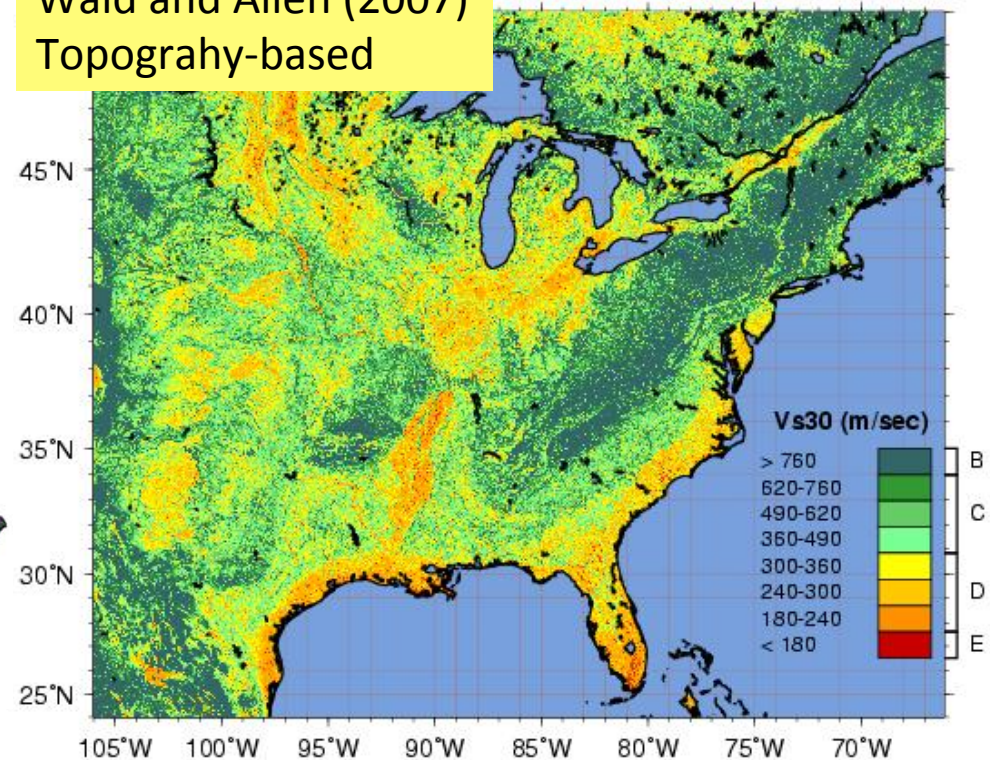 Wald and Allen (2007)
Topograhy-based
45°N
40°N
35°N
30°N
25°N
105°W 100°W 95°W 90°W 85°W 80°W 75°W 70°W
Vs30 (m/sec)
> 760
620-760
490-620
360-490
300-360
240-300
180-240
< 180
B
C
D
E